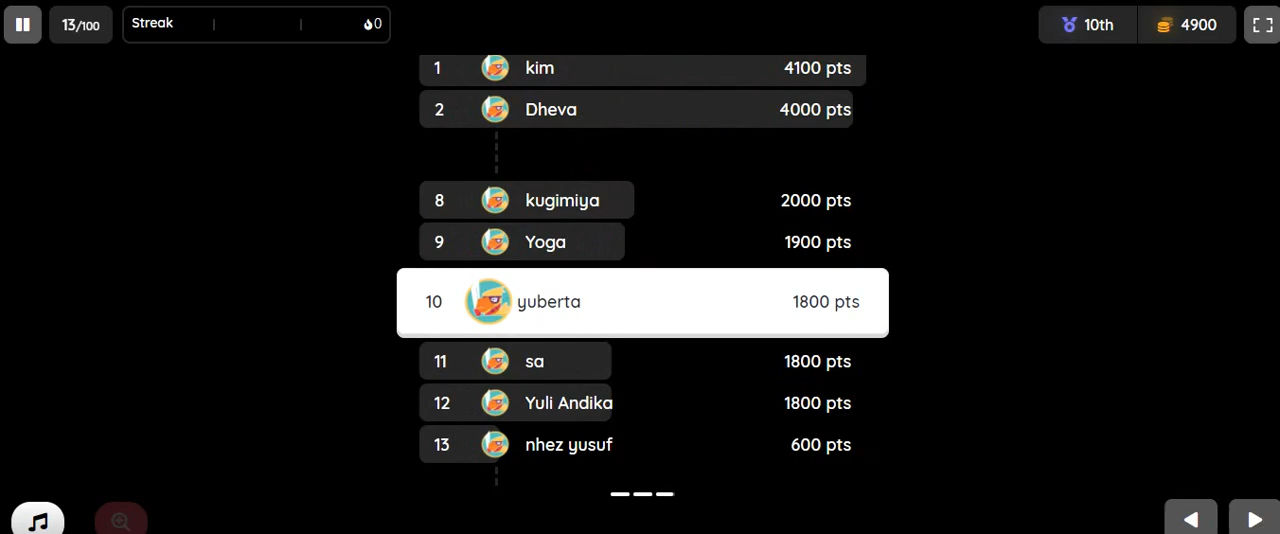 13/100 Streak 0 10th 4900
1 kim 4100 pts
2 Dheva 4000 pts
8 kugimiya 2000 pts
9 Yoga 1900 pts
10 yuberta 1800 pts
11 sa 1800 pts
12 Yuli Andika 1800 pts
13 nhez yusuf 600 pts